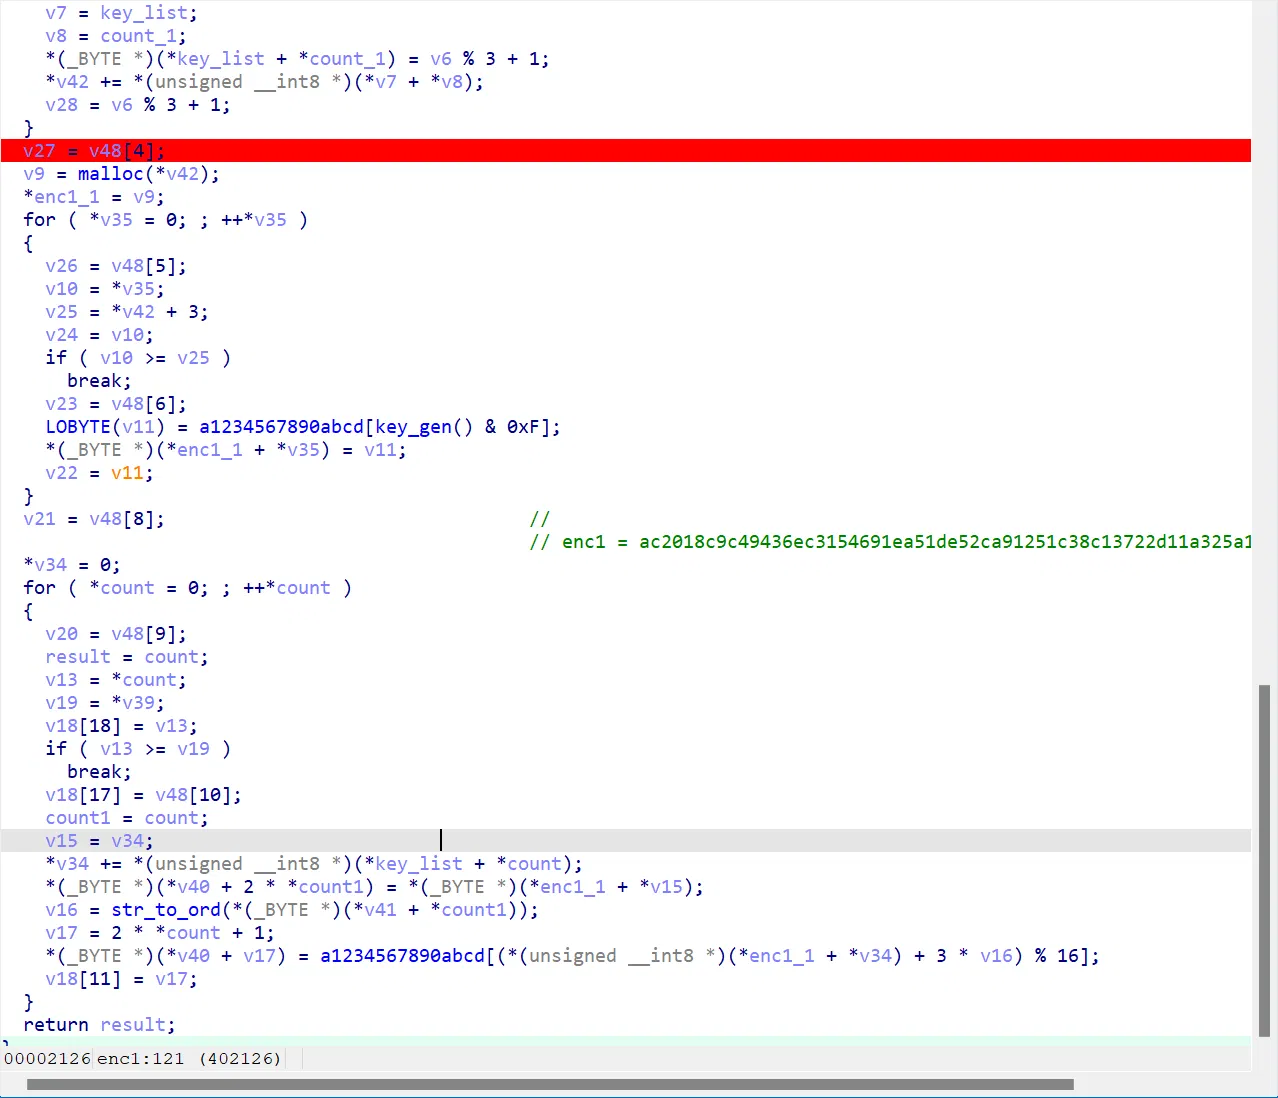 v7 = key_list;
v8 = count_1;
*(_BYTE *)(*key_list + *count_1) = v6 % 3 + 1;
*v42 += *(unsigned __int8 *)(*v7 + *v8);
v28 = v6 % 3 + 1;
}
v27 = v48[4];
v9 = malloc(*v42);
*enc1_1 = v9;
for ( *v35 = 0; ; ++*v35 )
{
v26 = v48[5];
v10 = *v35;
v25 = *v42 + 3;
v24 = v10;
if ( v10 >= v25 )
break;
v23 = v48[6];
LOBYTE(v11) = a1234567890abcd[key_gen() & 0xF];
*(_BYTE *)(*enc1_1 + *v35) = v11;
v22 = v11;
}
v21 = v48[8]; //
// enc1 = ac2018c9c49436ec3154691ea51de52ca91251c38c13722d11a325a1
*v34 = 0;
for ( *count = 0; ; ++*count )
{
v20 = v48[9];
result = count;
v13 = *count;
v19 = *v39;
v18[18] = v13;
if ( v13 >= v19 )
break;
v18[17] = v48[10];
count1 = count;
v15 = v34;
*v34 += *(unsigned __int8 *)(*key_list + *count);
*(_BYTE *)(*v40 + 2 * *count1) = *(_BYTE *)(*enc1_1 + *v15);
v16 = str_to_ord(*(_BYTE *)(*v41 + *count1));
v17 = 2 * *count + 1;
*(_BYTE *)(*v40 + v17) = a1234567890abcd[(*(unsigned __int8 *)(*enc1_1 + *v34) + 3 * v16) % 16];
v18[11] = v17;
}
return result;
00002126 enc1:121 (402126)